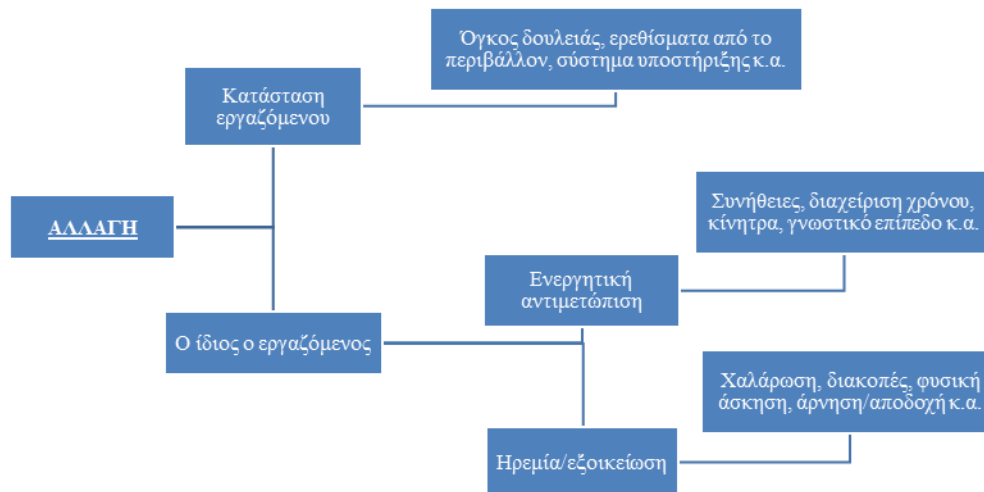 Όγκος δουλειάς, ερεθίσματα από το
περιβάλλον, σύστημα υποστήριξης κ.α.
Κατάσταση
εργαζόμενου
ΑΛΛΑΓΗ
Συνήθειες, διαχείριση χρόνου,
κίνητρα, γνωστικό επίπεδο κ.α.
Ενεργητική
αντιμετώπιση
Ο ίδιος ο εργαζόμενος
Χαλάρωση, διακοπές, φυσική
άσκηση, άρνηση/αποδοχή κ.α.
Ηρεμία/εξοικείωση